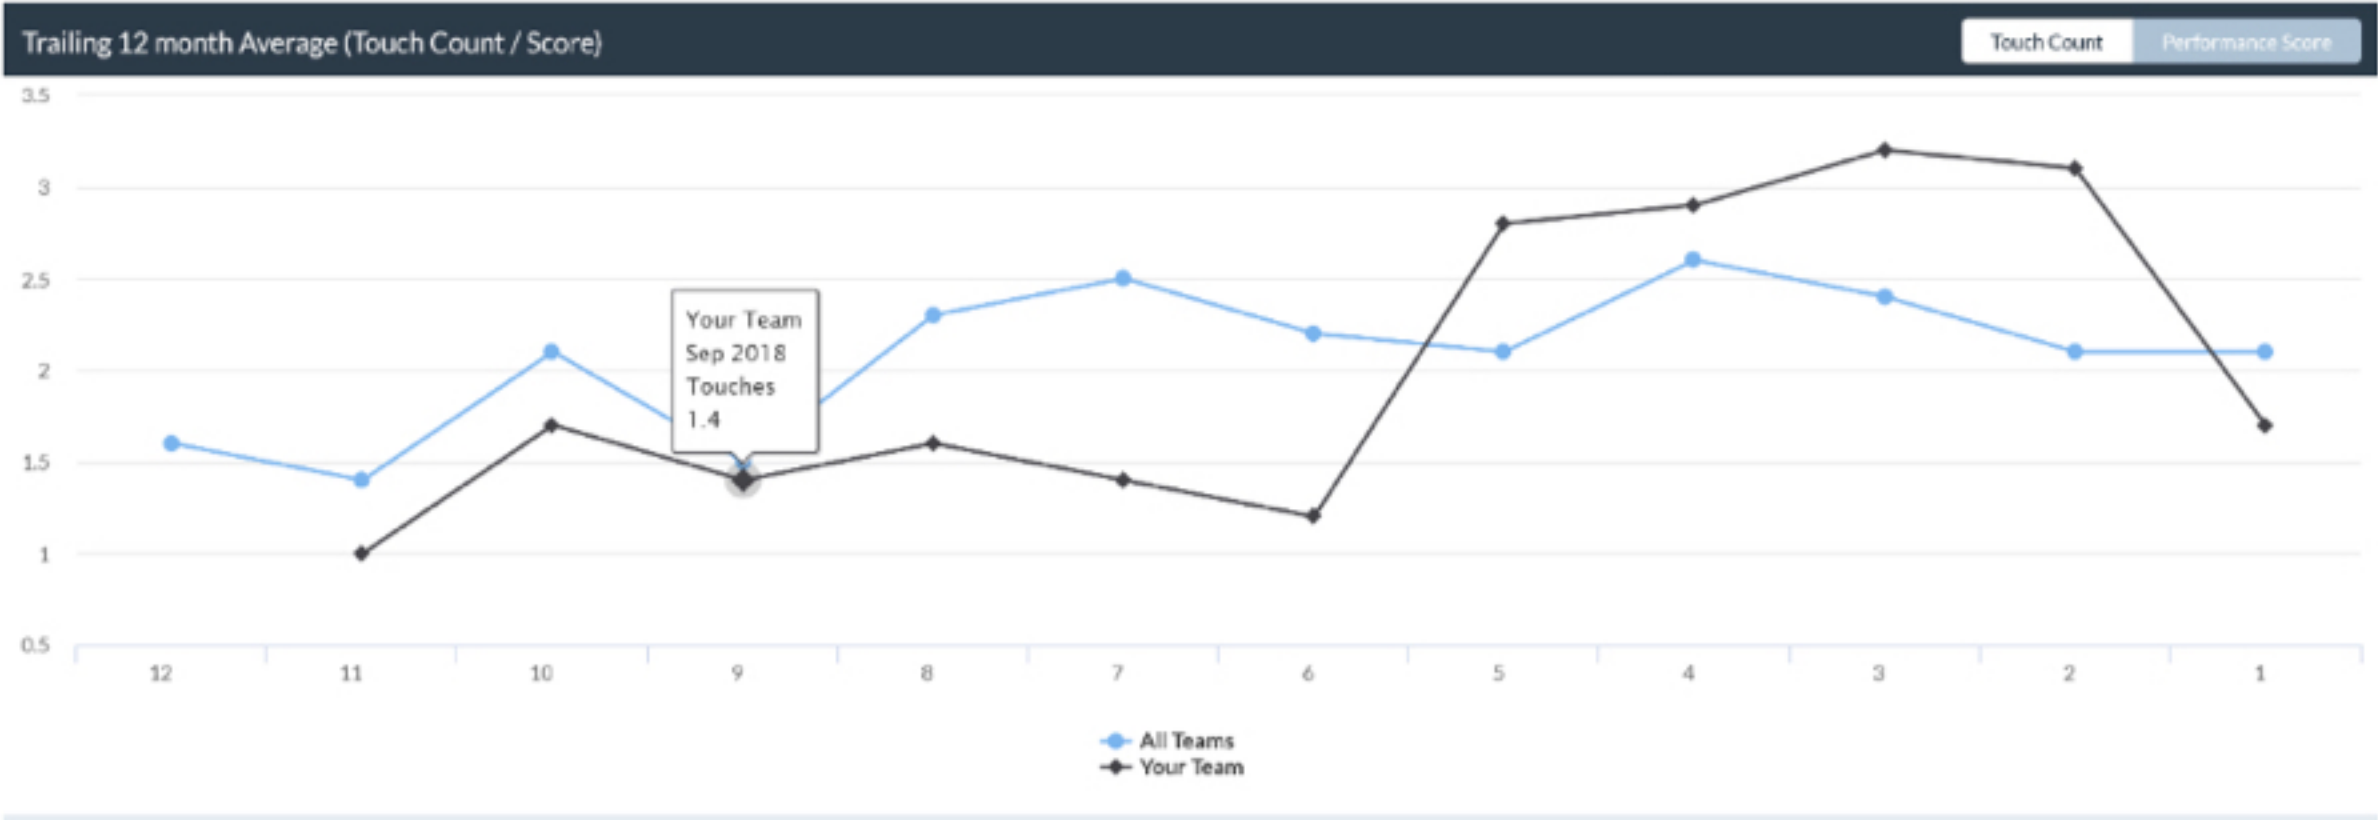 Trailing 12 month Average (Touch Count / Score)
Touch Count
Performance Score
3.5
3
2.5
2
1.5
1
0.5
Your Team
Sep 2018
Touches
1.4
12 11 10 9 8 7 6 5 4 3 2 1
All Teams
Your Team